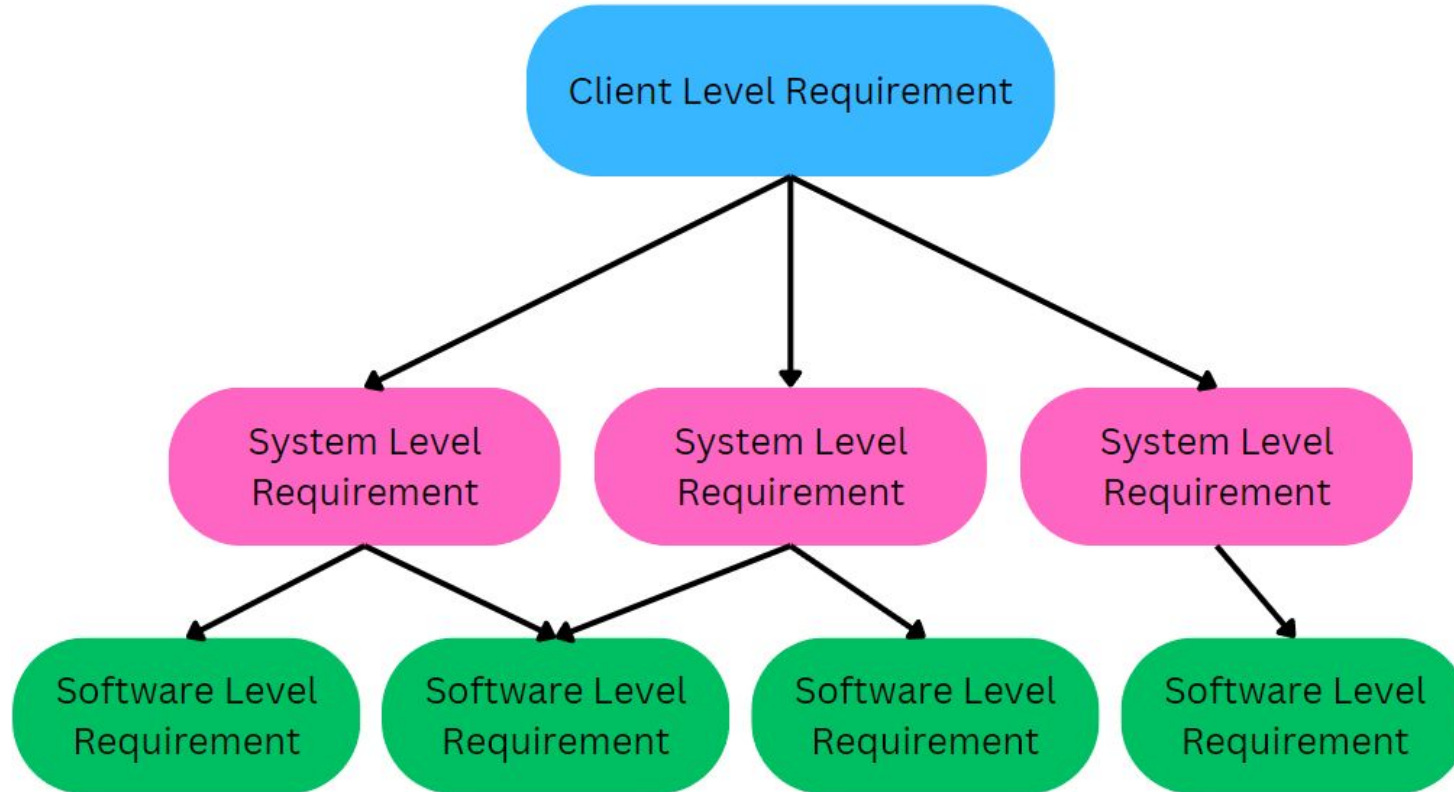 Client Level Requirement
System Level
Requirement
System Level
Requirement
System Level
Requirement
Software Level
Requirement
Software Level
Requirement
Software Level
Requirement
Software Level
Requirement